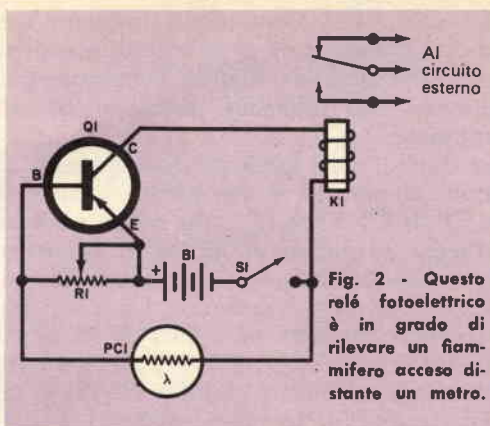 Al
circuito
esterno
Q1
C
B
E
K1
R1
+
B1
S1
PC1
λ
Fig. 2 - Questo
relé fotoelettrico
è in grado di
rilevare un fiam-
mifero acceso di-
stante un metro.